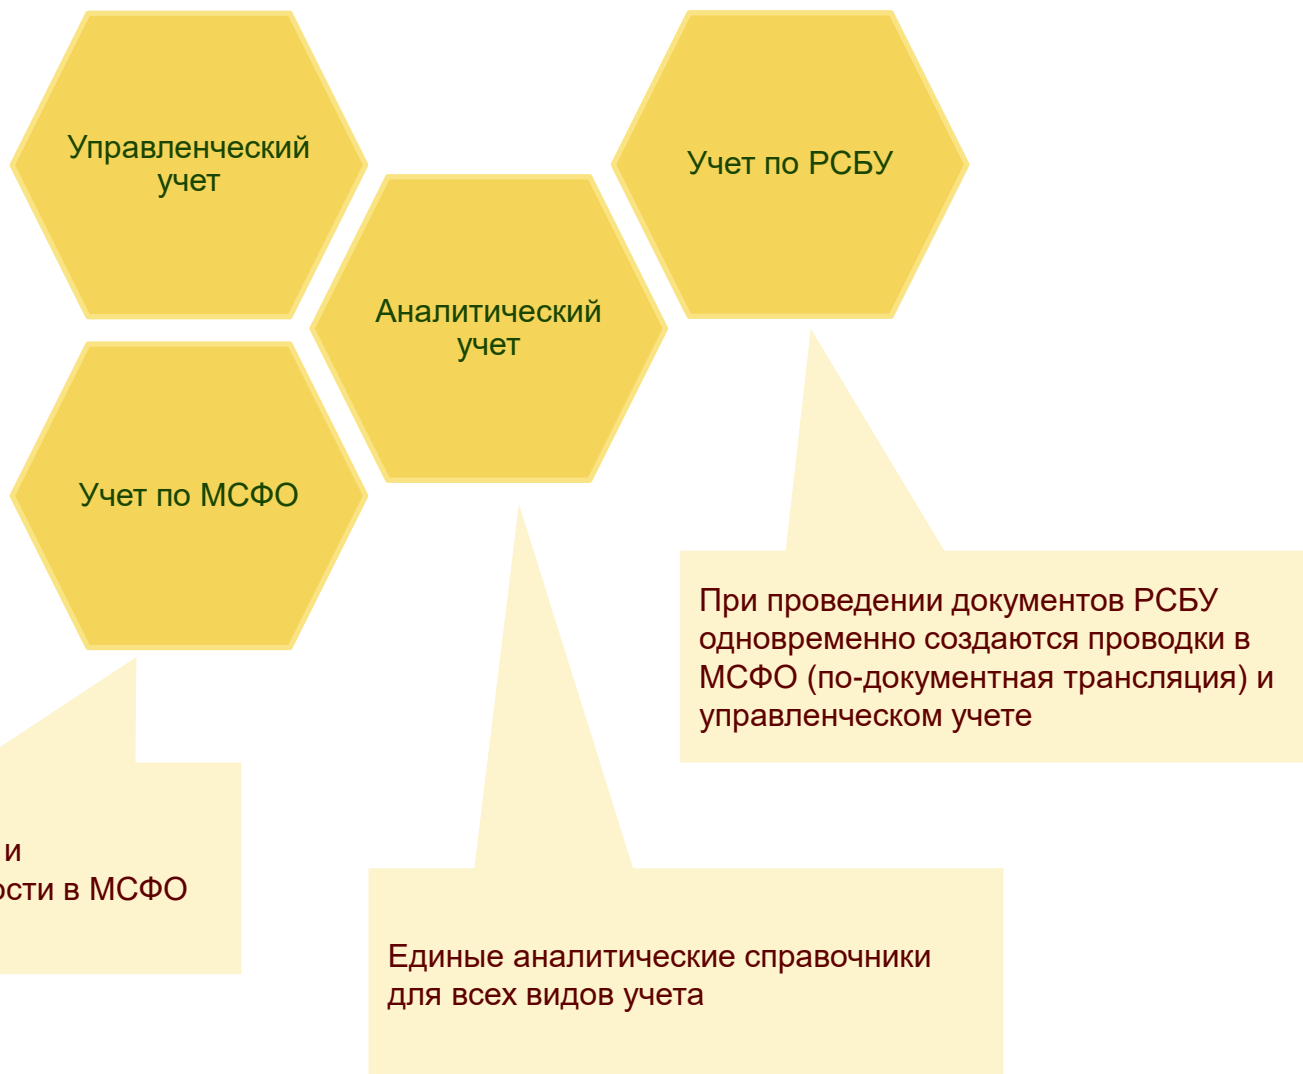 Управленческий
учет
Учет по РСБУ
Аналитический
учет
Учет по МСФО
При проведении документов РСБУ
одновременно создаются проводки в
МСФО (по-документная трансляция) и
управленческом учете
и
в МСФО
Единые аналитические справочники
для всех видов учета